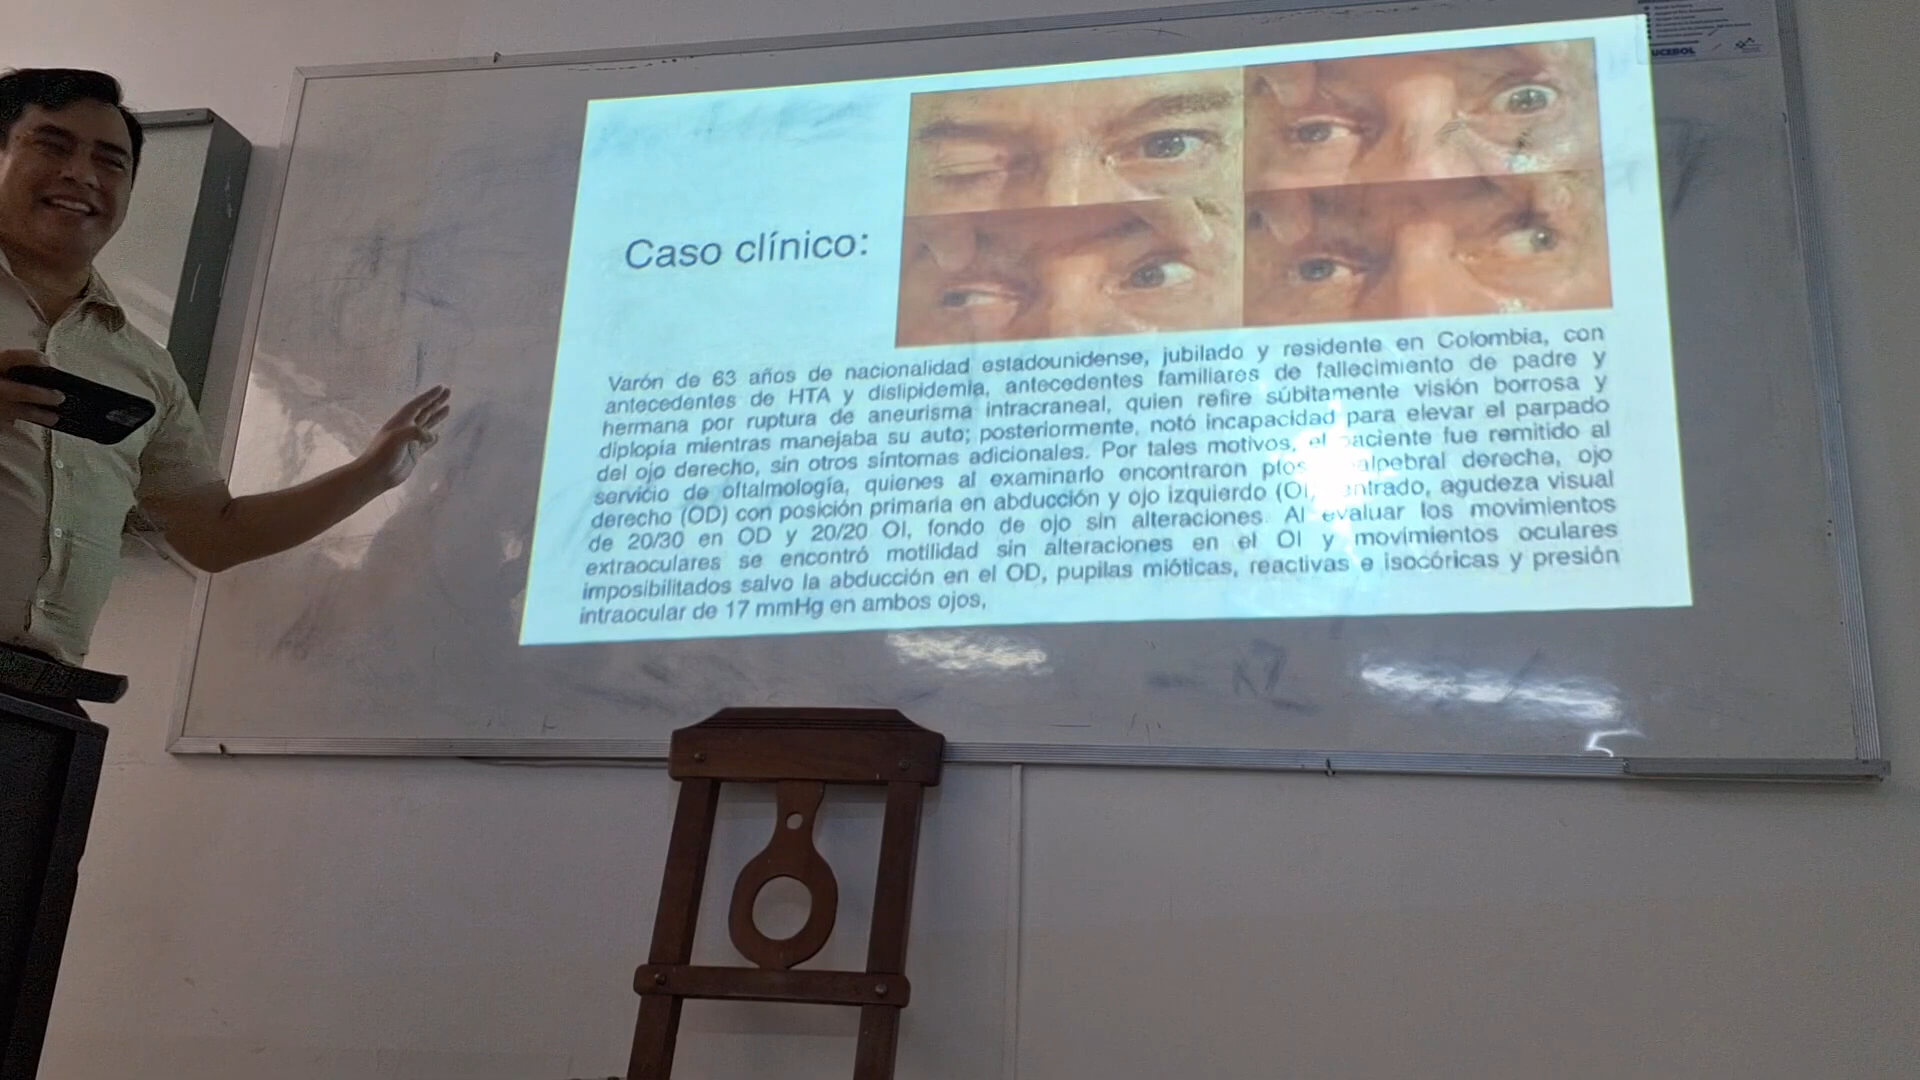 UCEBOL
Caso clínico:
Varón de 63 años de nacionalidad estadounidense, jubilado y residente en Colombia, con
antecedentes de HTA y dislipidemia, antecedentes familiares de fallecimiento de padre y
hermana por ruptura de aneurisma intracraneal, quien refire súbitamente visión borrosa y
diplopia mientras manejaba su auto; posteriormente, notó incapacidad para elevar el parpado
del ojo derecho, sin otros síntomas adicionales. Por tales motivos, el paciente fue remitido al
servicio de oftalmología, quienes al examinarlo encontraron derecha, ojo
derecho (OD) con posición primaria en abducción y ojo izquierdo agudeza visual
de 20/30 en OD y 20/20 OI, fondo de ojo sin alteraciones. Al evaluar los movimientos
extraoculares se encontró motilidad sin alteraciones en el OI y movimientos oculares
imposibilitados salvo la abducción en el OD, pupilas mióticas, reactivas e isocóricas y presión
intraocular de 17 mmHg en ambos ojos,